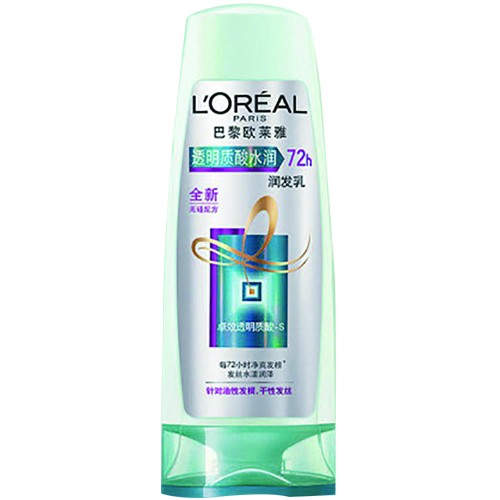 L'ORÉAL
PARIS
巴黎欧莱雅
透明质酸水润 72h
润发乳
全新
无硅配方
卓效透明质酸-S
每72小时净爽发根*
发丝水漾润泽
针对油性发根,干性发丝